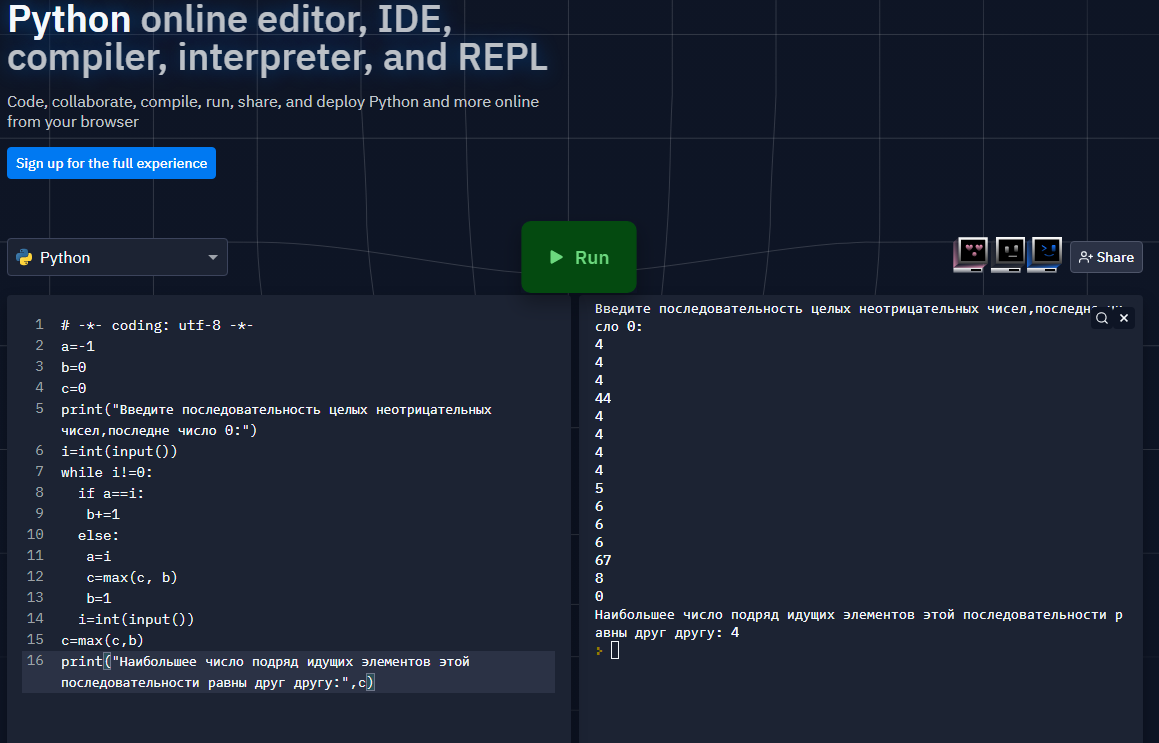 Python online editor, IDE,
compiler, interpreter, and REPL
Code, collaborate, compile, run, share, and deploy Python and more online
from your browser
Sign up for the full experience
Python
Run
Share
1 # -*- coding: utf-8 -*-
2 a=-1
3 b=0
4 c=0
5 print("Введите последовательность целых неотрицательных
чисел,последне число 0:")
6 i=int(input())
7 while i!=0:
8 if a==i:
9 b+=1
10 else:
11 a=i
12 c=max(c, b)
13 b=1
14 i=int(input())
15 c=max(c,b)
16 print("Наибольшее число подряд идущих элементов этой
последовательности равны друг другу:",c)
Введите последовательность целых неотрицательных чисел,последне
сло 0:
4
4
4
44
4
4
4
4
5
6
6
6
67
8
0
Наибольшее число подряд идущих элементов этой последовательности р
авны друг другу: 4